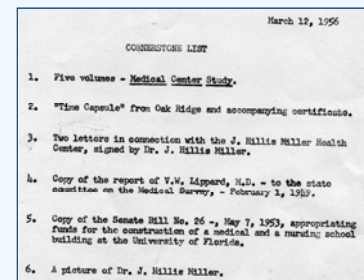 March 12, 1956
CORNERSTONE LIST
1. Five volumes - Medical Center Study.
2. "Time Capsule" from Oak Ridge and accompanying certificate.
3. Two letters in connection with the J. Hillis Miller Health
Center, signed by Dr. J. Hillis Miller.
4. Copy of the report of V.W. Lippard, M.D. - to the state
committee on the Medical Survey, - February 1, 1949.
5. Copy of the Senate Bill No. 26 -, May 7, 1953, appropriating
funds for the construction of a medical and a nursing school
building at the University of Florida.
6. A picture of Dr. J. Hillis Miller.